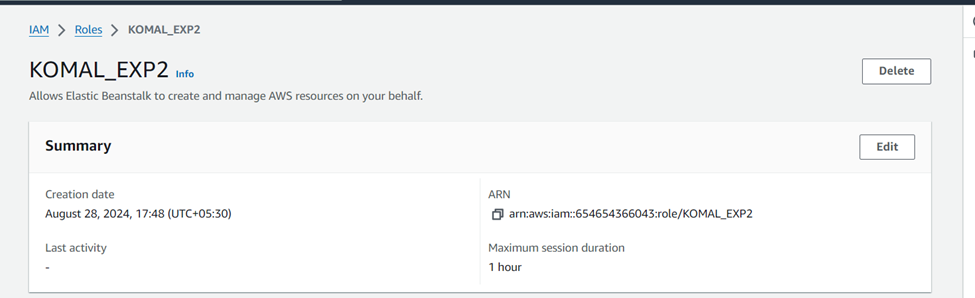 IAM > Roles > KOMAL_EXP2
KOMAL_EXP2 Info
Delete
Allows Elastic Beanstalk to create and manage AWS resources on your behalf.
Summary
Edit
Creation date
August 28, 2024, 17:48 (UTC+05:30)
ARN
arn:aws:iam::654654366043:role/KOMAL_EXP2
Last activity
-
Maximum session duration
1 hour